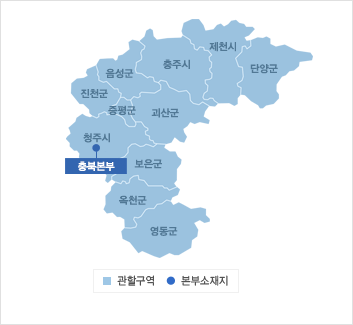 제천시
충주시
단양군
음성군
진천군
증평군
괴산군
청주시
충북본부
보은군
옥천군
영동군
관할구역 본부소재지